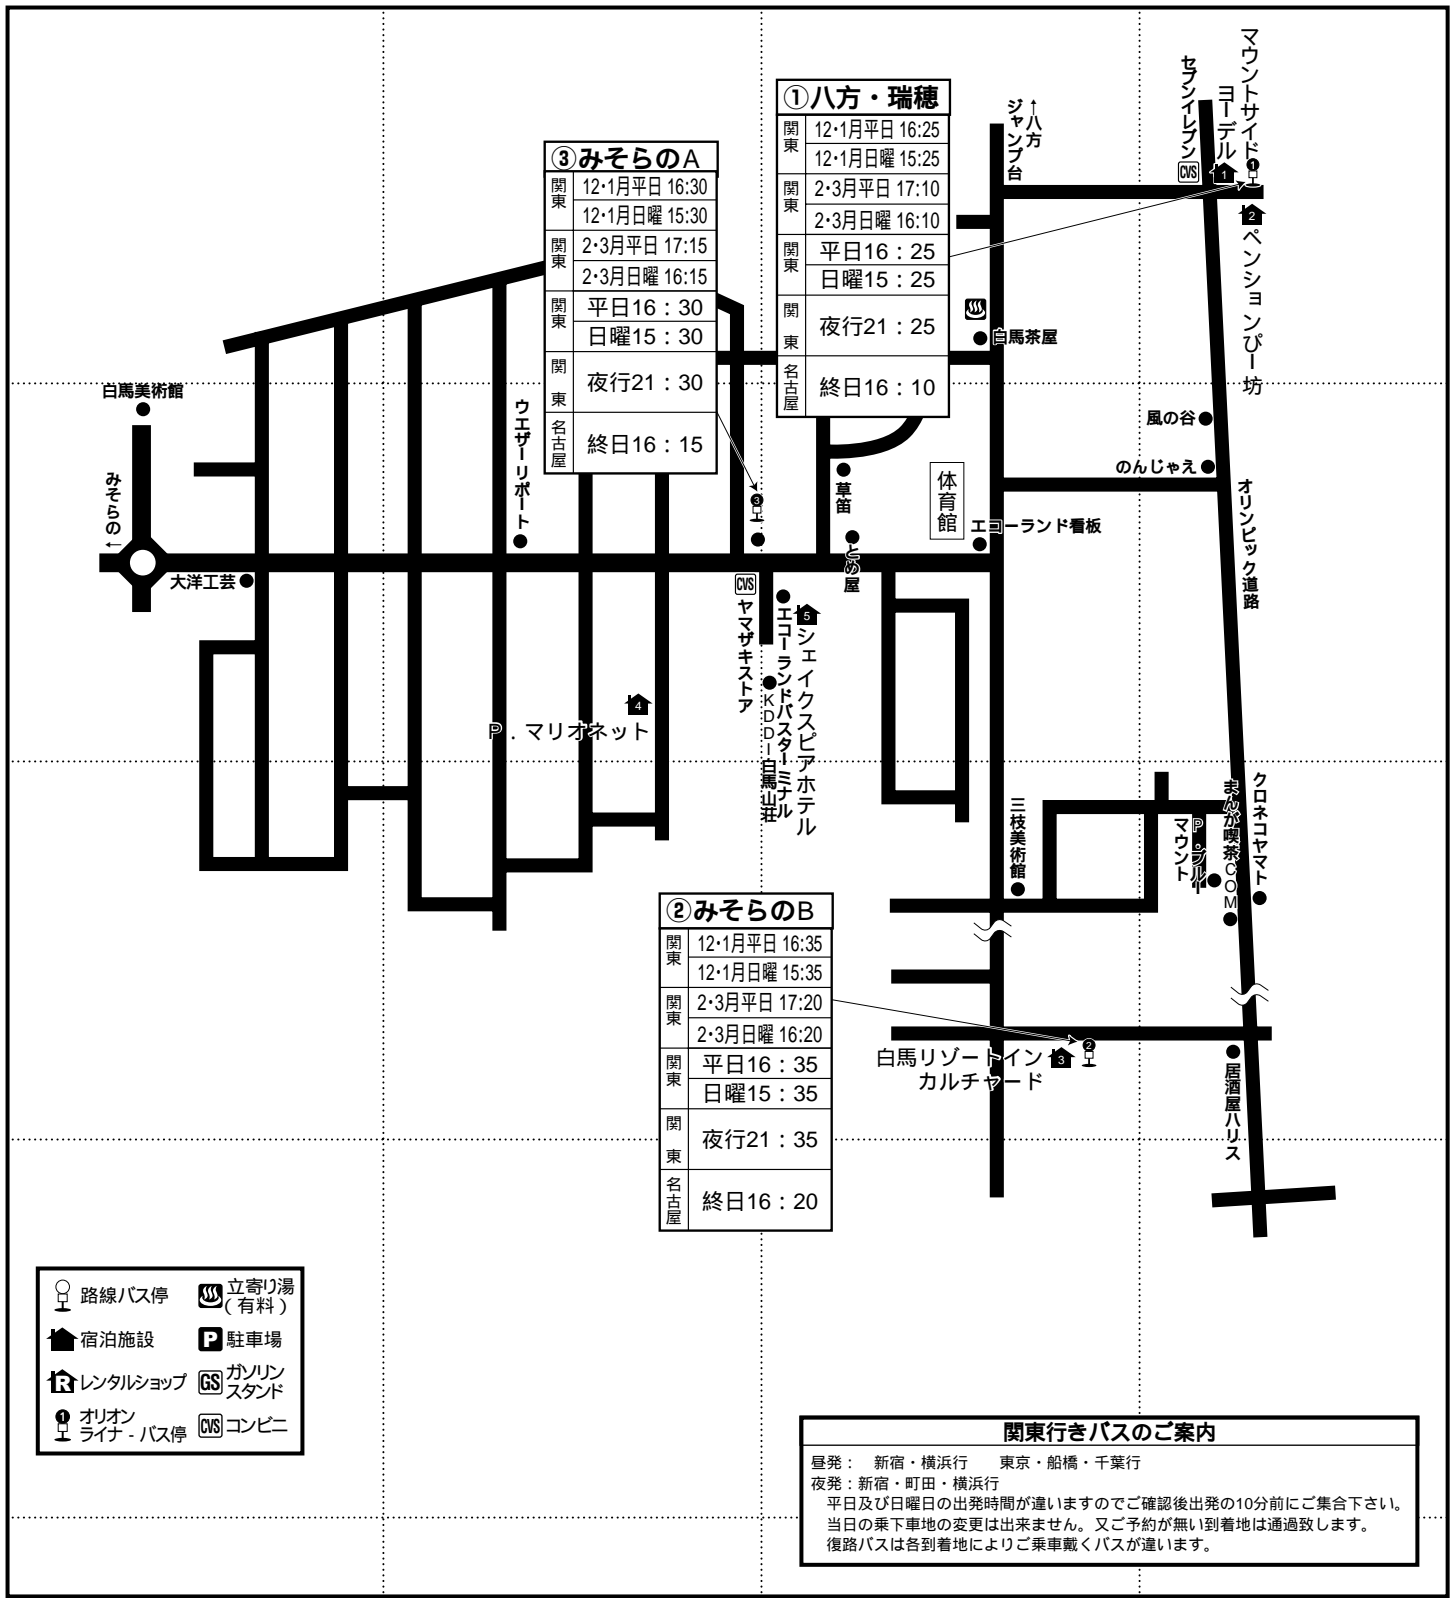 ①八方・瑞穂
関東
12・1月平日 16:25
12・1月日曜 15:25
関東
2・3月平日 17:10
2・3月日曜 16:10
関東
平日16：25
日曜15：25
関東
夜行21：25
名古屋
終日16：10
③みそらのA
関東
12・1月平日 16:30
12・1月日曜 15:30
関東
2・3月平日 17:15
2・3月日曜 16:15
関東
平日16：30
日曜15：30
関東
夜行21：30
名古屋
終日16：15
↑八方
ジャンプ台
セブンイレブン
CVS
マウントサイド
ヨーデル
1
1
2
ペンションぴー坊
白馬茶屋
白馬美術館
みそらの→
大洋工芸
ウエザーリポート
3
草笛
とめ屋
体育館
エコーランド看板
風の谷
のんじゃえ
オリンピック道路
CVS
ヤマザキストア
エコーランドバスターミナル
5
シェイクスピアホテル
KDDI白馬山荘
4
P．マリオネット
三枝美術館
P・ブルー
マウント
まんが喫茶COM
クロネコヤマト
②みそらのB
関東
12・1月平日 16:35
12・1月日曜 15:35
関東
2・3月平日 17:20
2・3月日曜 16:20
関東
平日16：35
日曜15：35
関東
夜行21：35
名古屋
終日16：20
白馬リゾートイン
カルチャード
3
2
居酒屋ハリス
路線バス停
立寄り湯
（有料）
宿泊施設
P 駐車場
R レンタルショップ
GS ガソリン
スタンド
1 オリオン
ライナ - バス停
CVS コンビニ
関東行きバスのご案内
昼発： 新宿・横浜行 東京・船橋・千葉行
夜発：新宿・町田・横浜行
平日及び日曜日の出発時間が違いますのでご確認後出発の10分前にご集合下さい。
当日の乗下車地の変更は出来ません。又ご予約が無い到着地は通過致します。
復路バスは各到着地によりご乗車戴くバスが違います。